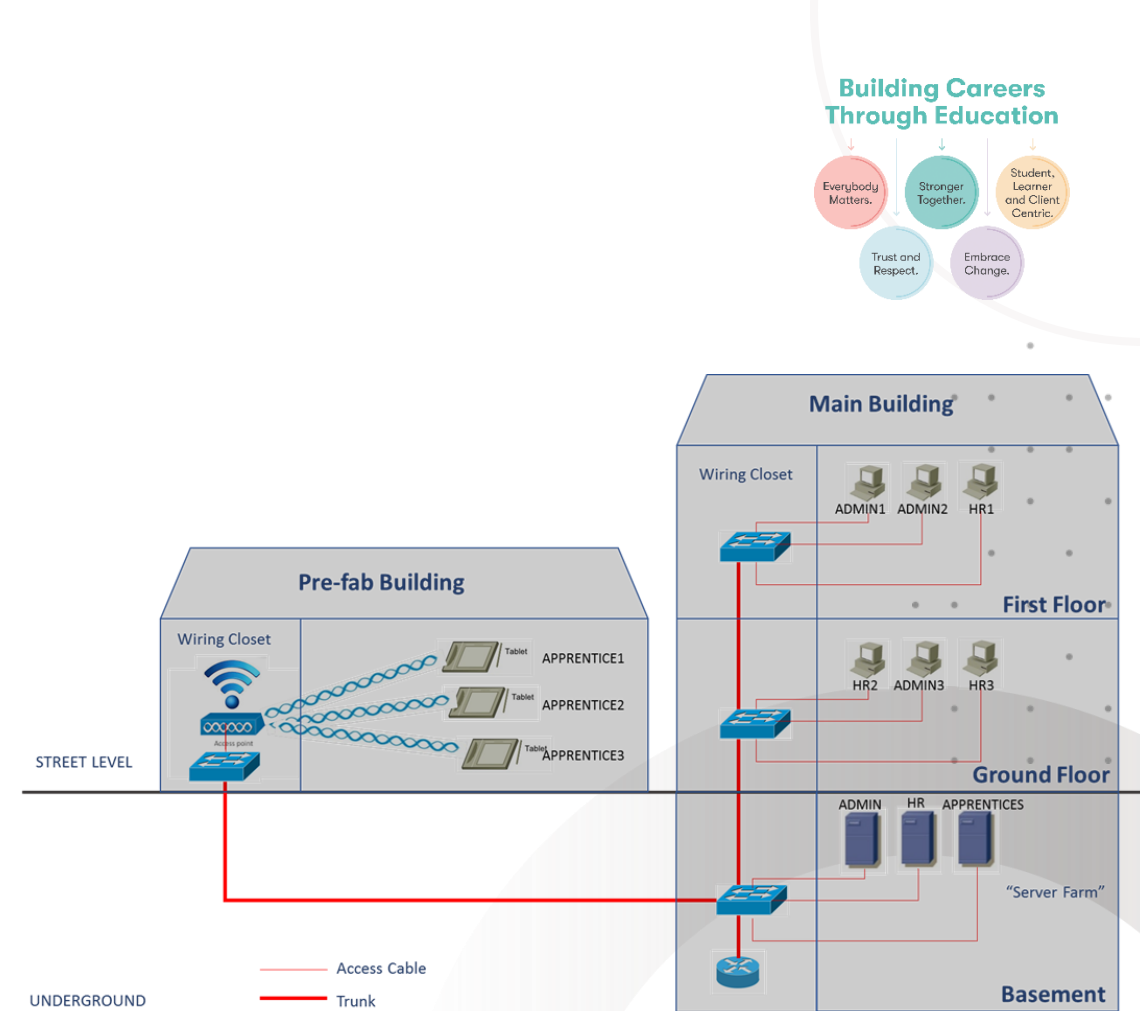 Building Careers
Through Education
Everybody
Matters.
Stronger
Together.
Student,
Learner
and Client
Centric.
Trust and
Respect.
Embrace
Change.
Main Building
Wiring Closet
ADMIN1
ADMIN2
HR1
First Floor
Pre-fab Building
Wiring Closet
Access point
Tablet
APPRENTICE1
Tablet
APPRENTICE2
Tablet
APPRENTICE3
HR2
ADMIN3
HR3
Ground Floor
STREET LEVEL
ADMIN
HR
APPRENTICES
“Server Farm”
Basement
Access Cable
Trunk
UNDERGROUND